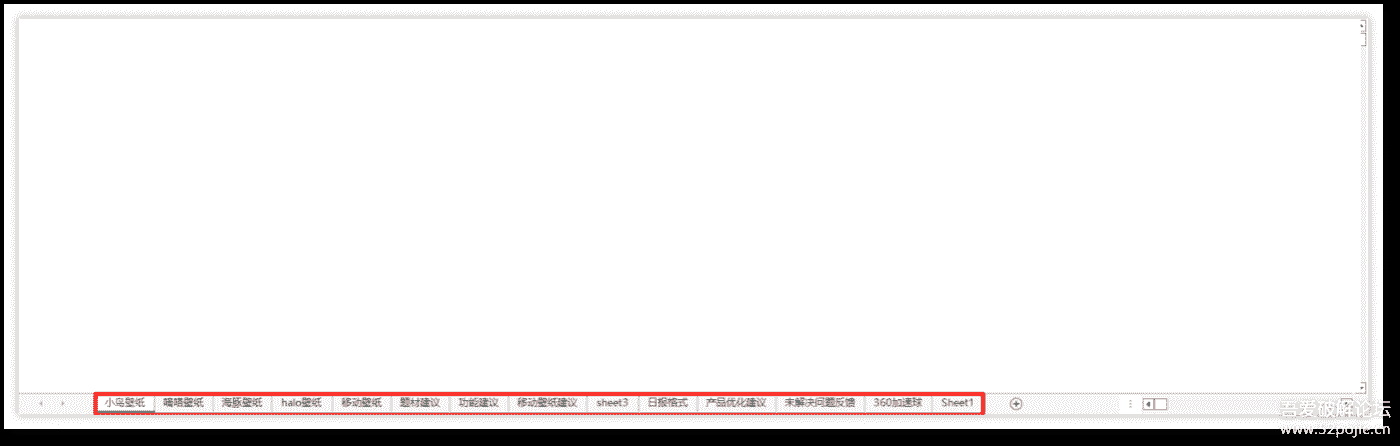 小鸟壁纸 嘀嗒壁纸 海豚壁纸 halo壁纸 移动壁纸 题材建议 功能建议 移动壁纸建议 sheet3 日报格式 产品优化建议 未解决问题反馈 360加速球 Sheet1
吾爱破解论坛
www.52pojie.cn